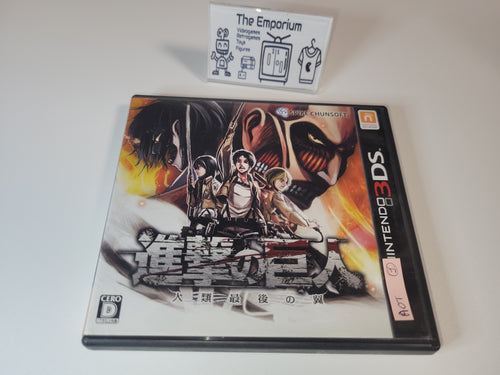 The Emporium
Videogames
Retrogames
Toys
Figures
SPIKE CHUNSOFT
進撃の巨人
人類最後の翼
NINTENDO 3DS
CERO
D
AOT